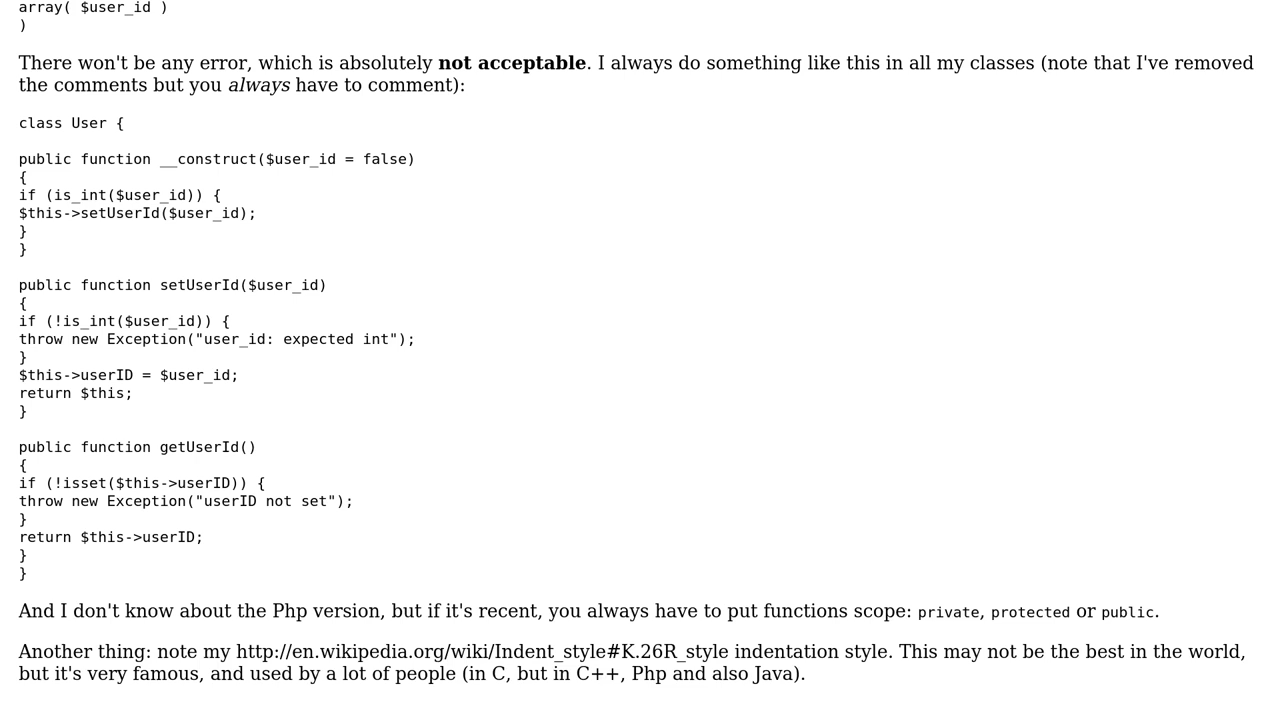 array( $user_id )
)
There won't be any error, which is absolutely not acceptable. I always do something like this in all my classes (note that I've removed
the comments but you always have to comment):
class User {
public function __construct($user_id = false)
{
if (is_int($user_id)) {
$this->setUserId($user_id);
}
}
public function setUserId($user_id)
{
if (!is_int($user_id)) {
throw new Exception("user_id: expected int");
}
$this->userID = $user_id;
return $this;
}
public function getUserId()
{
if (!isset($this->userID)) {
throw new Exception("userID not set");
}
return $this->userID;
}
}
And I don't know about the Php version, but if it's recent, you always have to put functions scope: private, protected or public.
Another thing: note my http://en.wikipedia.org/wiki/Indent_style#K.26R_style indentation style. This may not be the best in the world,
but it's very famous, and used by a lot of people (in C, but in C++, Php and also Java).